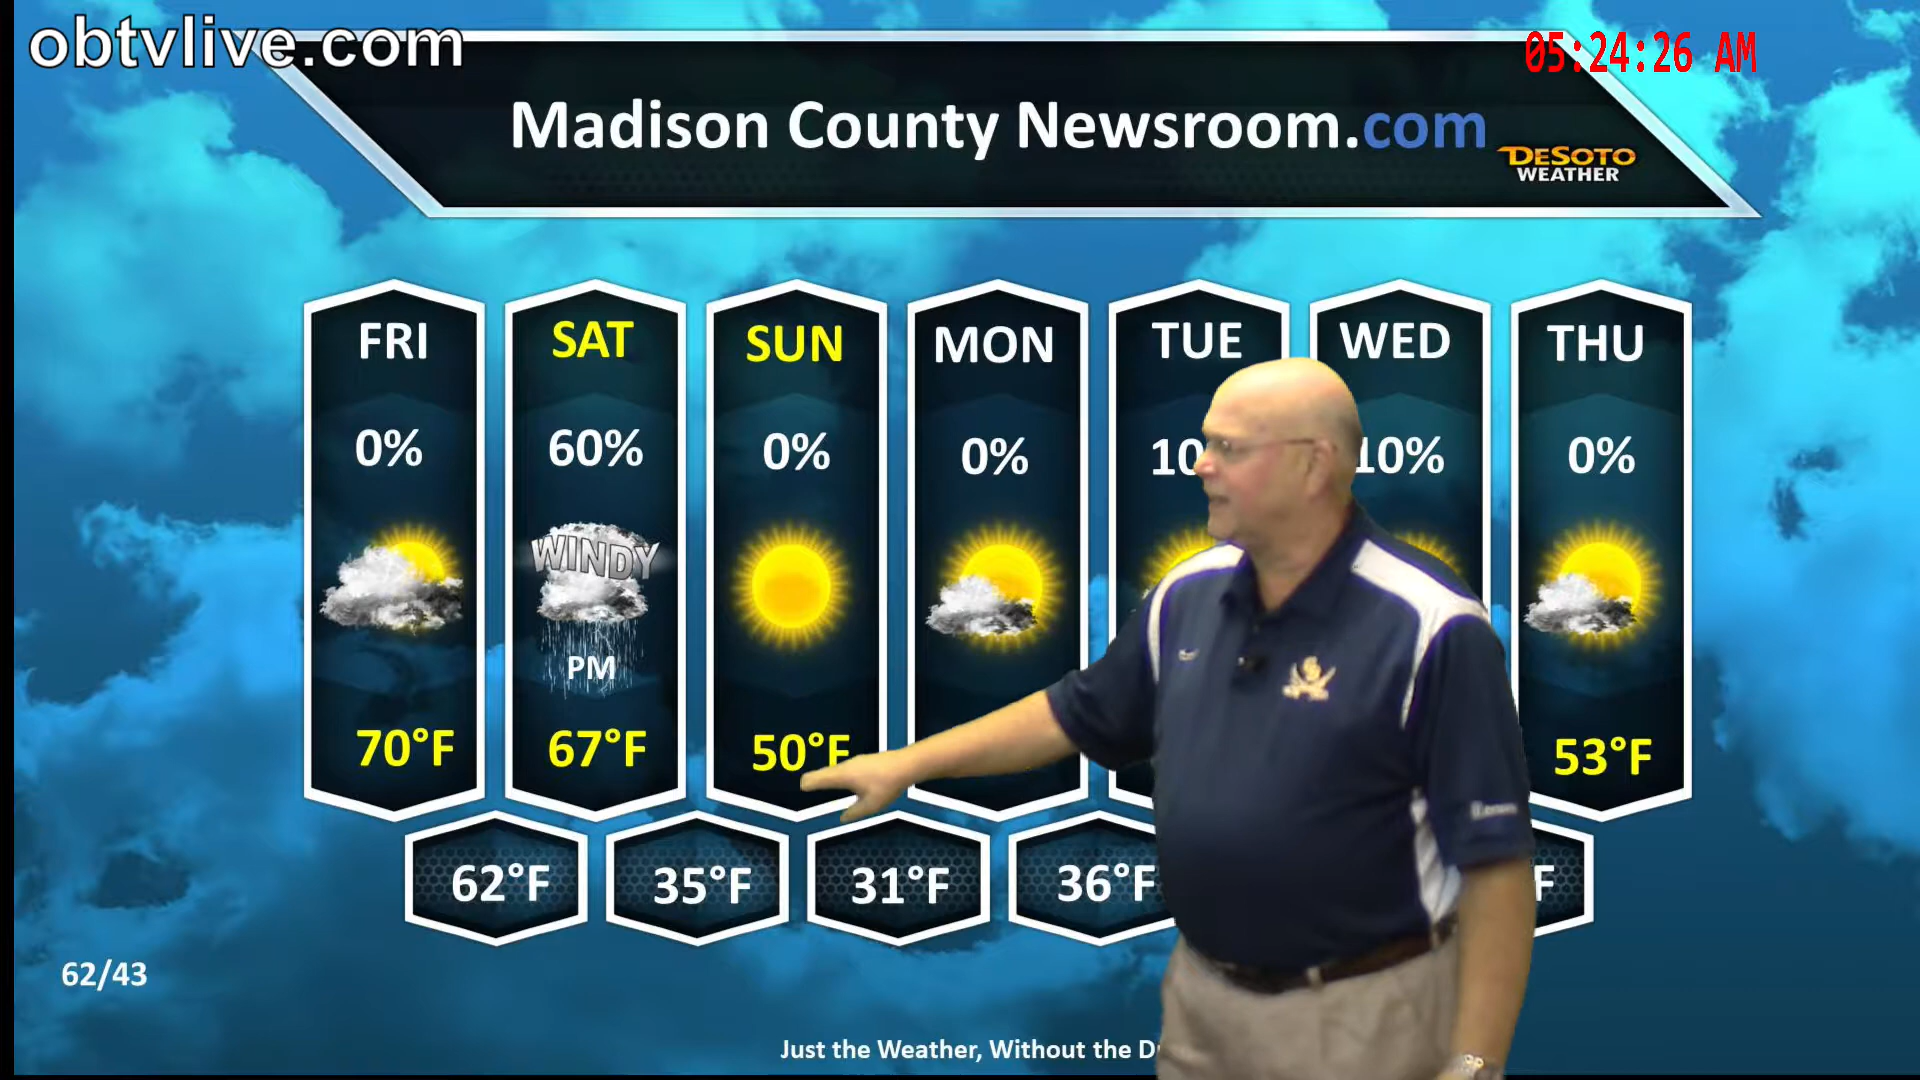 obtvlive.com
05:24:26 AM
Madison County Newsroom.com
DESOTO
WEATHER
FRI SAT SUN MON TUE WED THU
0% 60% 0% 0% 10 10% 0%
WINDY
PM
70°F 67°F 50°F 53°F
62°F 35°F 31°F 36°F F
62/43
Just the Weather, Without the